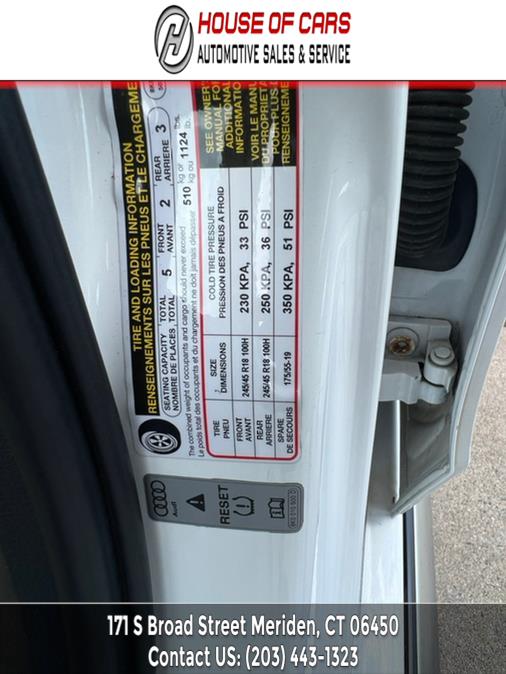 HOUSE OF CARS
AUTOMOTIVE SALES & SERVICE
TIRE AND LOADING INFORMATION
RENSEIGNEMENTS SUR LES PNEUS ET LE CHARGEMENT
SEATING CAPACITY TOTAL 5 FRONT 2 REAR 3
NOMBRE DE PLACES TOTAL AVANT ARRIERE
The combined weight of occupants and cargo should never exceed 510 kg or 1124 lbs.
Le poids total des occupants et du chargement ne doit jamais dépasser kg ou lb.
TIRE SIZE COLD TIRE PRESSURE
PNEU DIMENSIONS PRESSION DES PNEUS A FROID
FRONT 245/45 R18 100H 230 KPA, 33 PSI
AVANT
REAR 245/45 R18 100H 250 KPA, 36 PSI
ARRIERE
SPARE 175/55-19 350 KPA, 51 PSI
DE SECOURS
SEE OWNER'S
MANUAL FOR
ADDITIONAL
INFORMATION
VOIR LE MANUEL
POUR PLUS DE
RENSEIGNEMENTS
Audi
RESET
171 S Broad Street Meriden, CT 06450
Contact US: (203) 443-1323